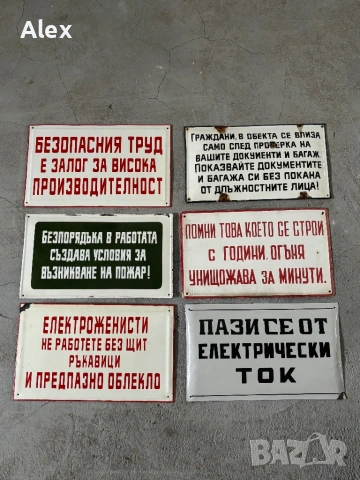 Alex
БЕЗОПАСНИЯ ТРУД
Е ЗАЛОГ ЗА ВИСОКА
ПРОИЗВОДИТЕЛНОСТ
ГРАЖДАНИ, В ОБЕКТА СЕ ВЛИЗА
САМО СЛЕД ПРОВЕРКА НА
ВАШИТЕ ДОКУМЕНТИ И БАГАЖ
ПОКАЗВАЙТЕ ДОКУМЕНТИТЕ
И БАГАЖА СИ БЕЗ ПОКАНА
ОТ ДЛЪЖНОСТНИТЕ ЛИЦА!
БЕЗПОРЯДЪКА В РАБОТАТА
СЪЗДАВА УСЛОВИЯ ЗА
ВЪЗНИКВАНЕ НА ПОЖАР!
ПОМНИ ТОВА КОЕТО СЕ СТРОИ
С ГОДИНИ, ОГЪНЯ
УНИЩОЖАВА ЗА МИНУТИ.
ЕЛЕКТРОЖЕНИСТИ
НЕ РАБОТЕТЕ БЕЗ ЩИТ
РЪКАВИЦИ
И ПРЕДПАЗНО ОБЛЕКЛО
ПАЗИ СЕ ОТ
ЕЛЕКТРИЧЕСКИ
ТОК
BAZAR